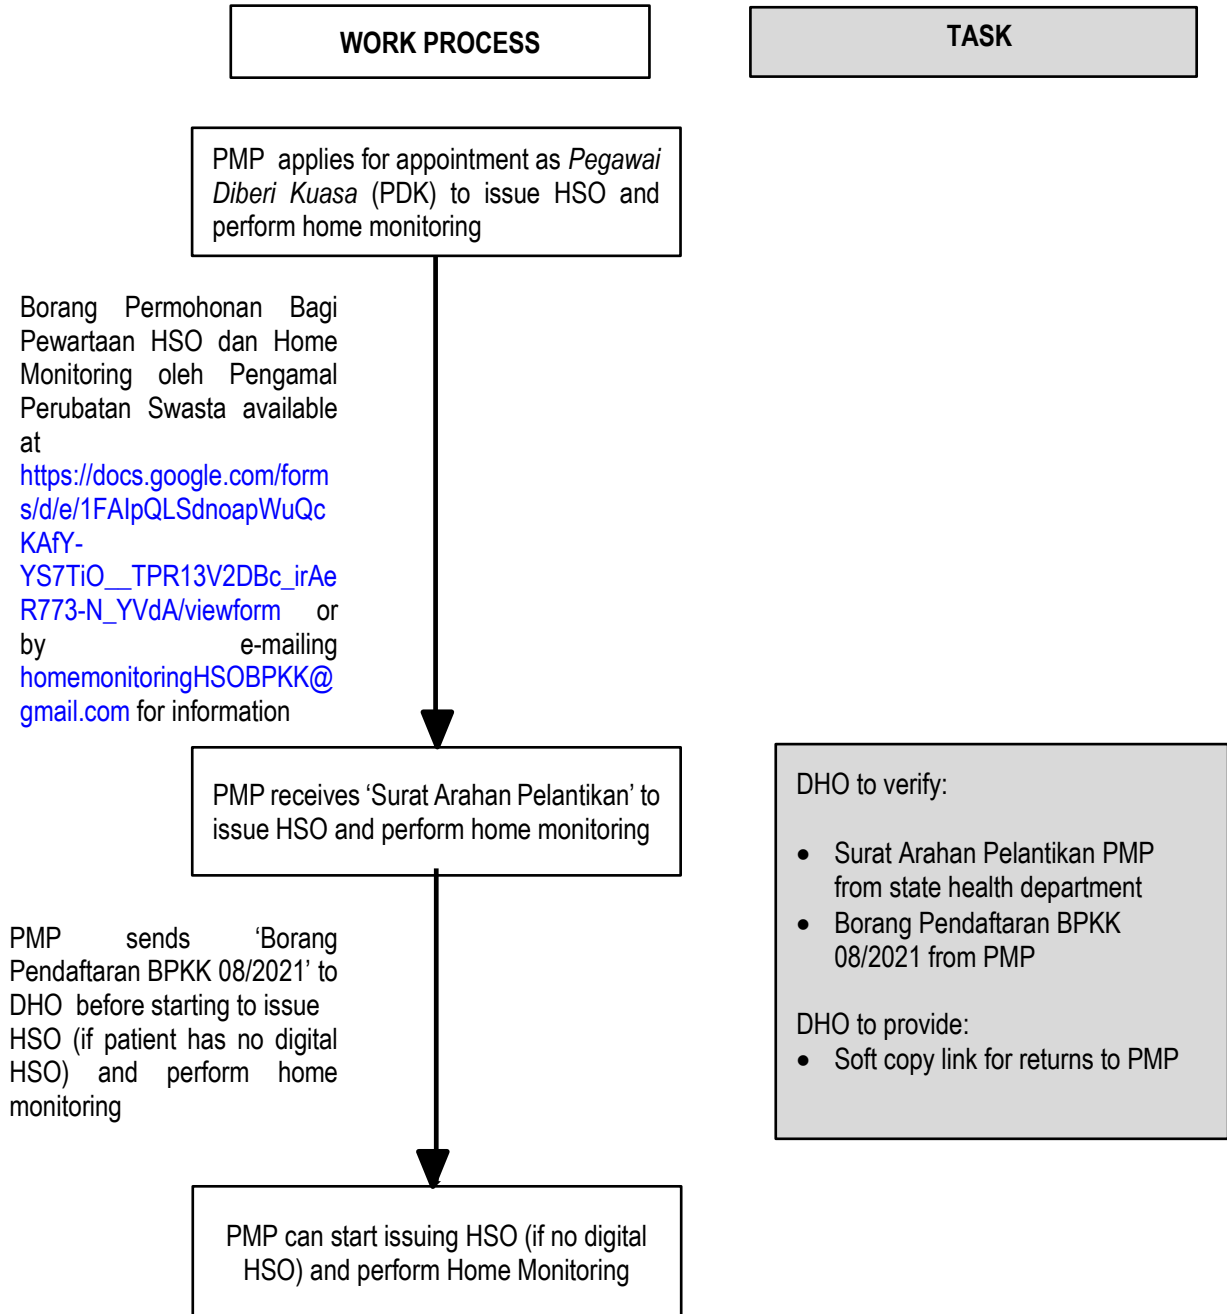 WORK PROCESS
TASK
PMP applies for appointment as Pegawai
Diberi Kuasa (PDK) to issue HSO and
perform home monitoring
Borang Permohonan Bagi
Pewartaan HSO dan Home
Monitoring oleh Pengamal
Perubatan Swasta available
at
https://docs.google.com/form
s/d/e/1FAIpQLSdnoapWuQc
KAfY-
YS7TiO__TPR13V2DBc_irAe
R773-N_YVdA/viewform or
by e-mailing
homemonitoringHSOBPKK@
gmail.com for information
PMP receives ‘Surat Arahan Pelantikan’ to
issue HSO and perform home monitoring
DHO to verify:
• Surat Arahan Pelantikan PMP
from state health department
• Borang Pendaftaran BPKK
08/2021 from PMP
DHO to provide:
• Soft copy link for returns to PMP
PMP sends ‘Borang
Pendaftaran BPKK 08/2021’ to
DHO before starting to issue
HSO (if patient has no digital
HSO) and perform home
monitoring
PMP can start issuing HSO (if no digital
HSO) and perform Home Monitoring